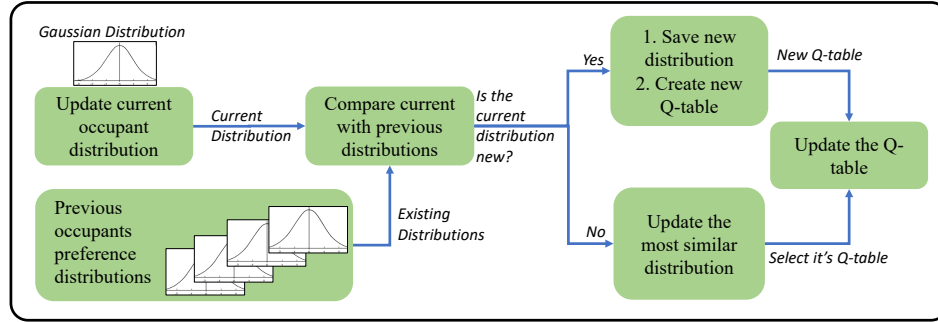 Gaussian Distribution
Update current
occupant
distribution
Current
Distribution
Compare current
with previous
distributions
Is the
current
distribution
new?
Previous
occupants
preference
distributions
Existing
Distributions
Yes
1. Save new
distribution
2. Create new
Q-table
New Q-table
Update the Q-
table
No
Update the
most similar
distribution
Select it's Q-table